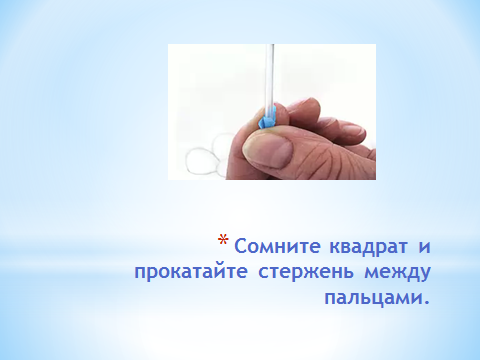 * Сомните квадрат и
прокатайте стержень между
пальцами.